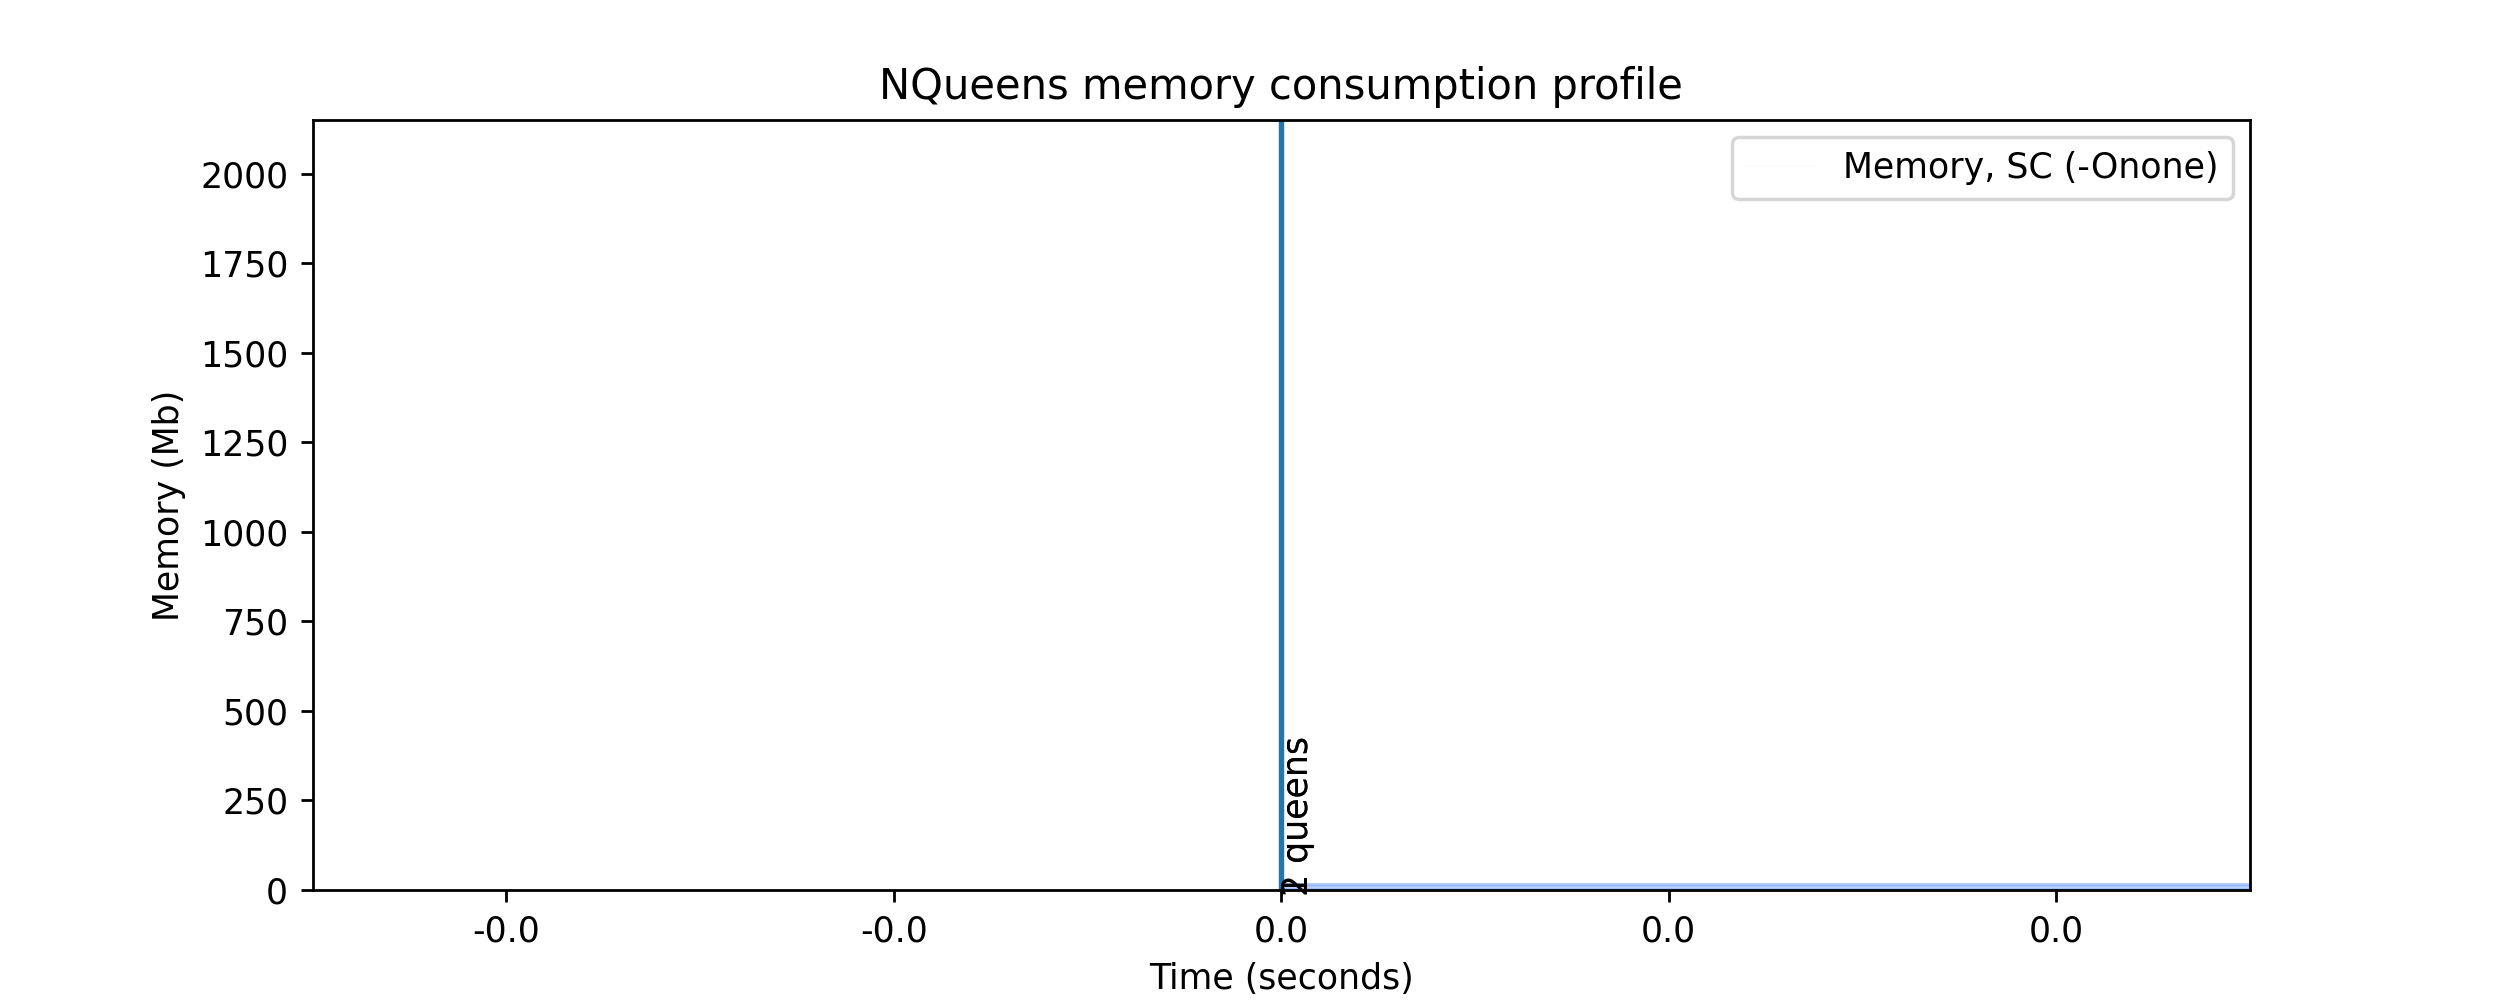 NQueens memory consumption profile
Memory, SC (-Onone)
Memory (Mb)
2000
1750
1500
1250
1000
750
500
250
0
queens
-0.0
-0.0
0.0
0.0
0.0
Time (seconds)